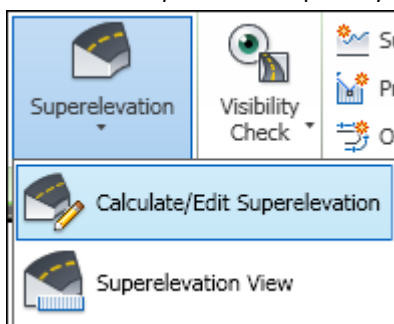 Superelevation
Visibility
Check
Calculate/Edit Superelevation
Superelevation View